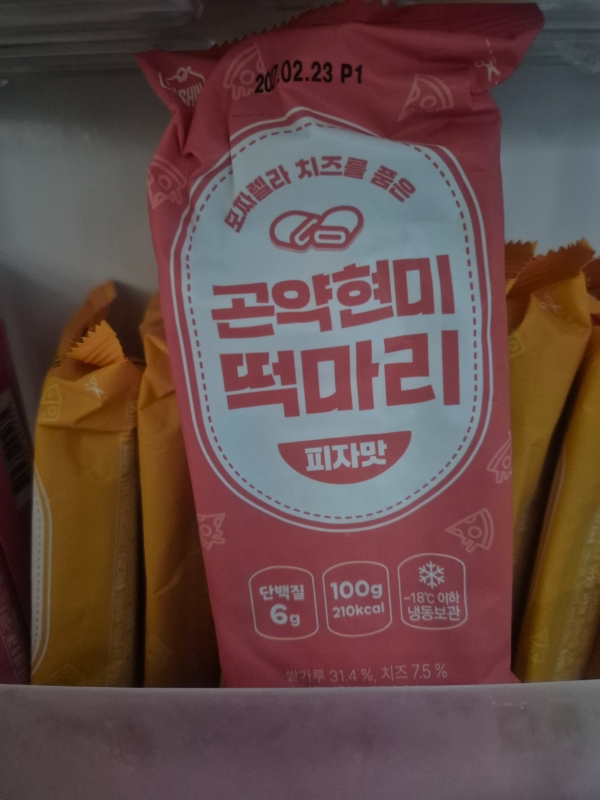 .02.23 P1
모짜렐라 치즈를 품은
곤약현미
떡마리
피자맛
단백질
6g
100g
210kcal
-18℃ 이하
냉동보관
쌀가루 31.4 %, 치즈 7.5 %